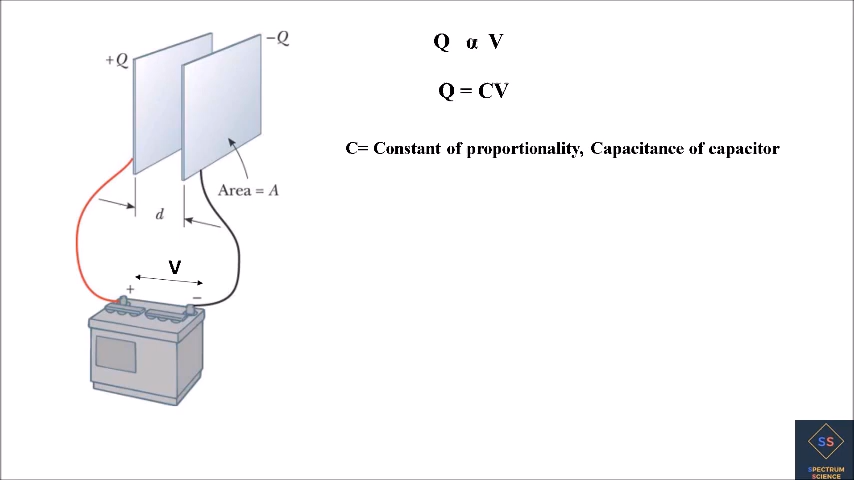 +Q
−Q
Q α V
Q = CV
C= Constant of proportionality, Capacitance of capacitor
Area = A
d
V
+
−
SS
SPECTRUM
SCIENCE